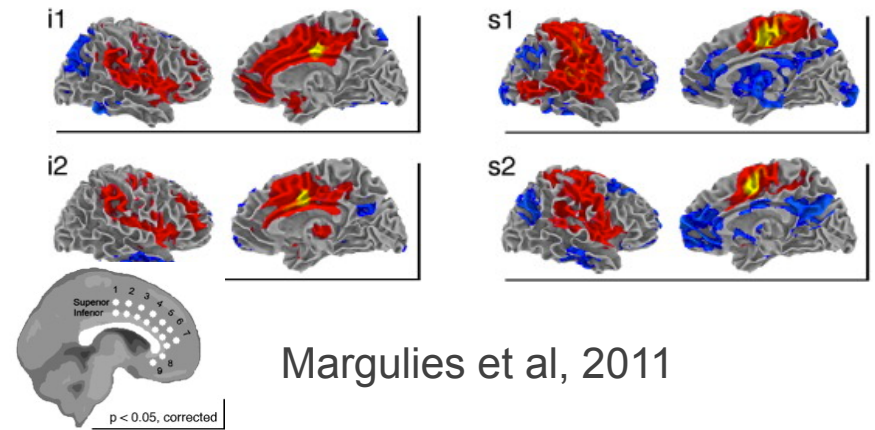 i1
s1
i2
s2
1 2 3 4 5 6 7
Superior
Inferior
9 8
p < 0.05, corrected
Margulies et al, 2011